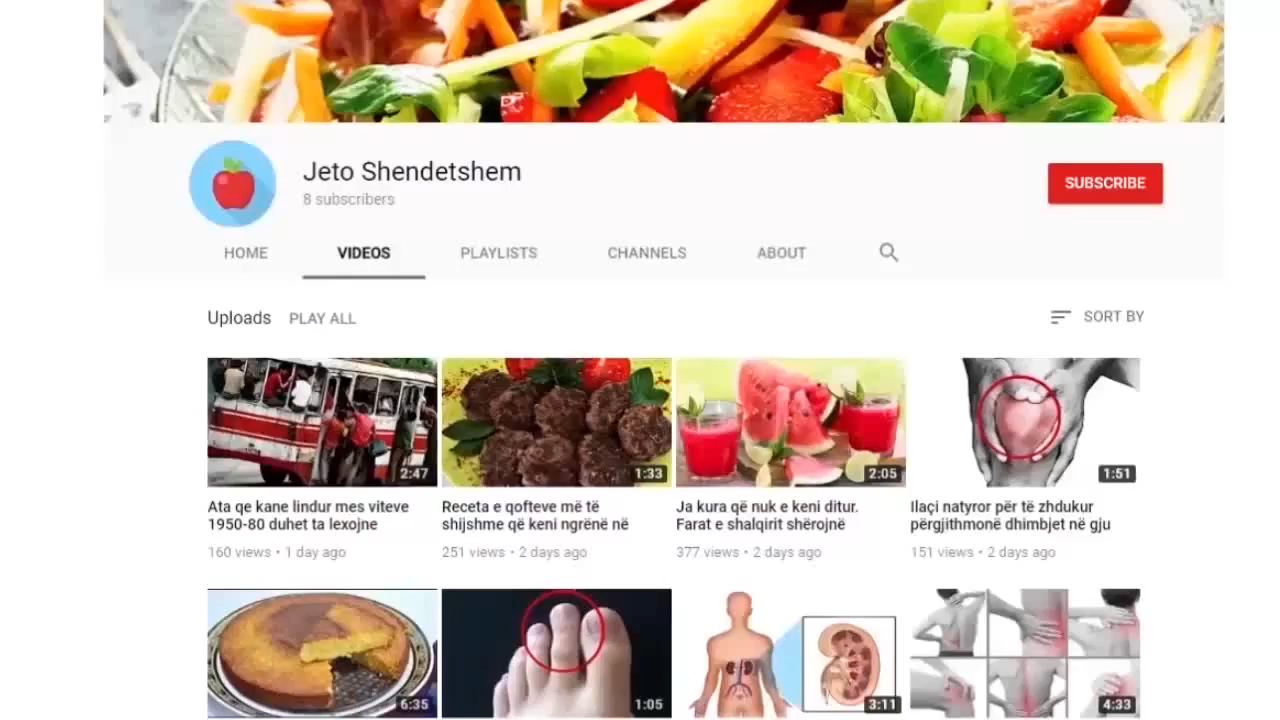 Jeto Shendetshem
8 subscribers
SUBSCRIBE
HOME
VIDEOS
PLAYLISTS
CHANNELS
ABOUT
Uploads
PLAY ALL
SORT BY
2:47
1:33
2:05
1:51
Ata qe kane lindur mes viteve
1950-80 duhet ta lexojne
160 views • 1 day ago
Receta e qofteve më të
shijshme që keni ngrënë në
251 views • 2 days ago
Ja kura që nuk e keni ditur.
Farat e shalqirit shërojnë
377 views • 2 days ago
Ilaçi natyror për të zhdukur
përgjithmonë dhimbjet në gju
151 views • 2 days ago
6:35
1:05
3:11
4:33